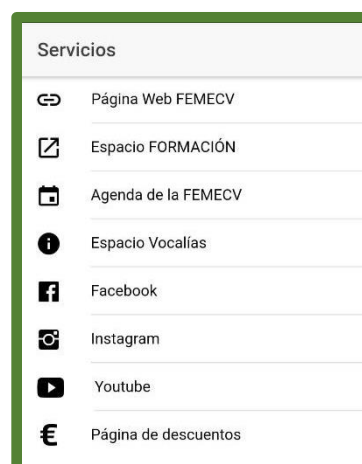 Servicios
Página Web FEMECV
Espacio FORMACIÓN
Agenda de la FEMECV
Espacio Vocalías
Facebook
Instagram
Youtube
Página de descuentos